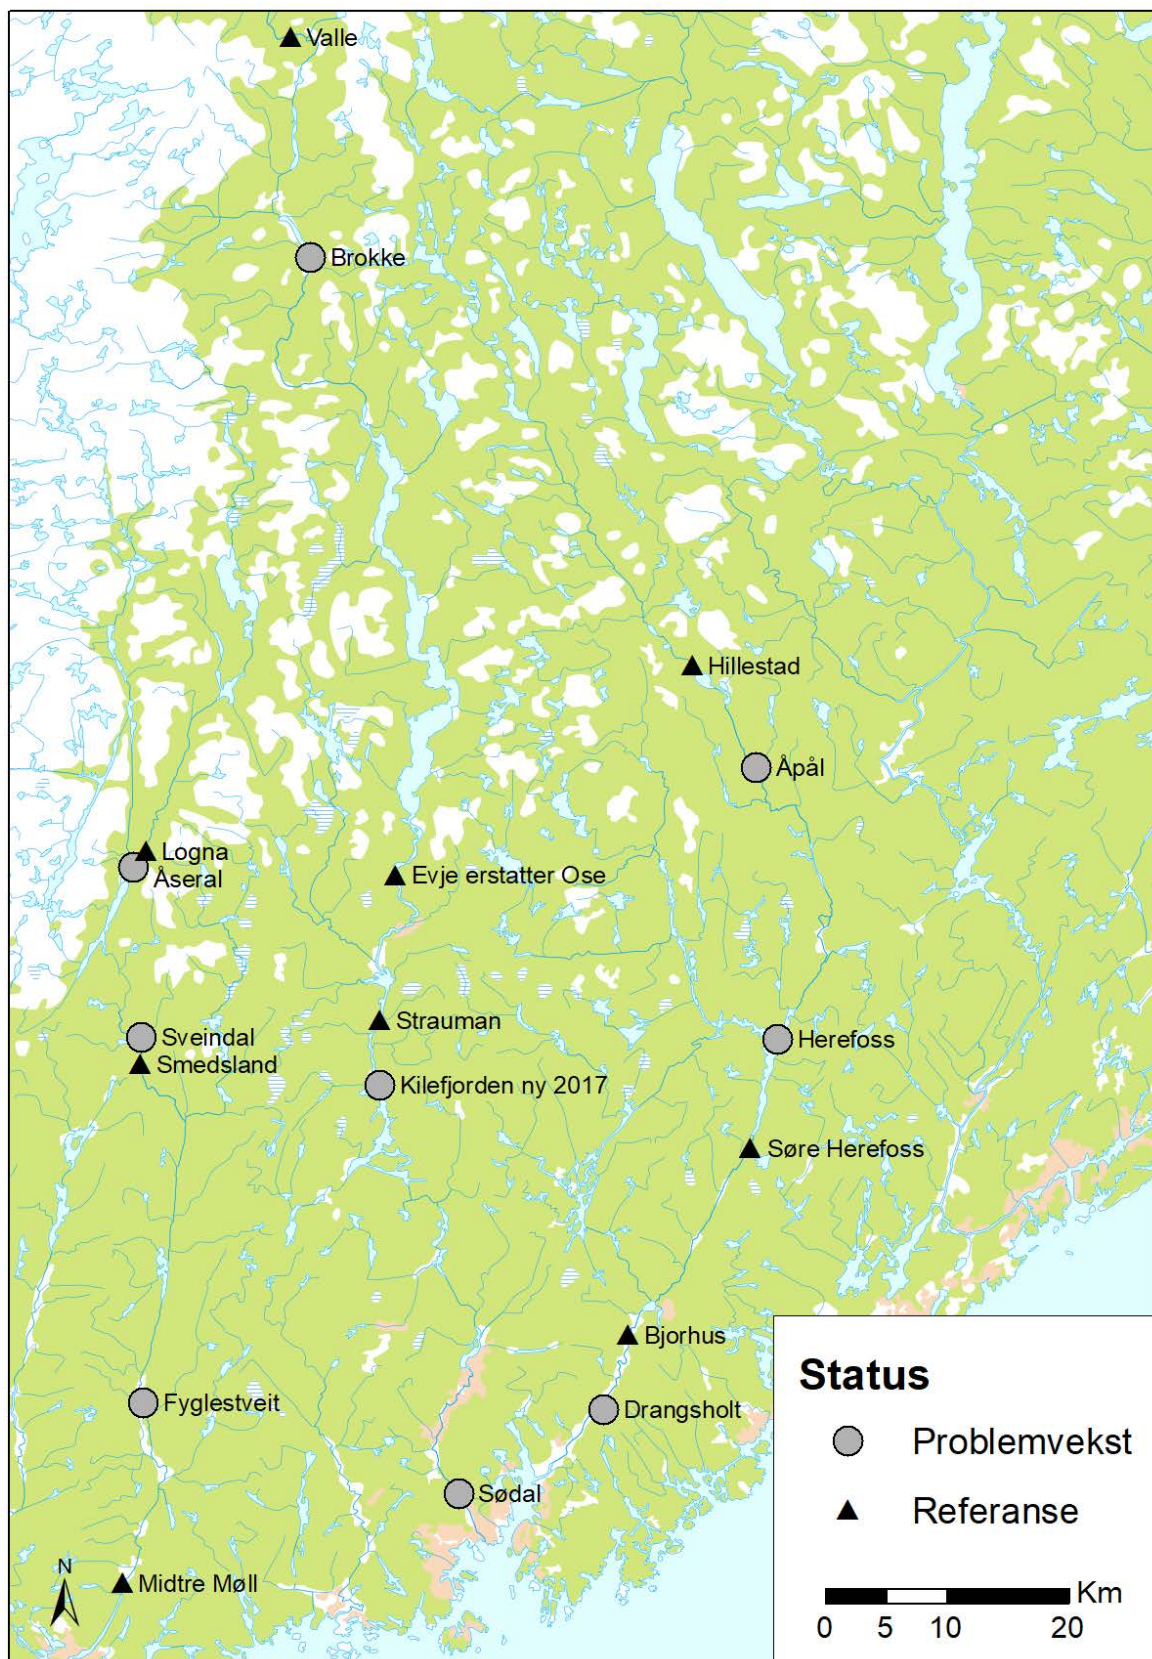 Valle
Brokke
Hillestad
Åpål
Logna
Åseral
Evje erstatter Ose
Strauman
Sveindal
Herefoss
Smedsland
Kilefjorden ny 2017
Søre Herefoss
Bjorhus
Fyglestveit
Drangsholt
Sødal
Midtre Møll
N
Status
Problemvekst
Referanse
Km
0 5 10 20